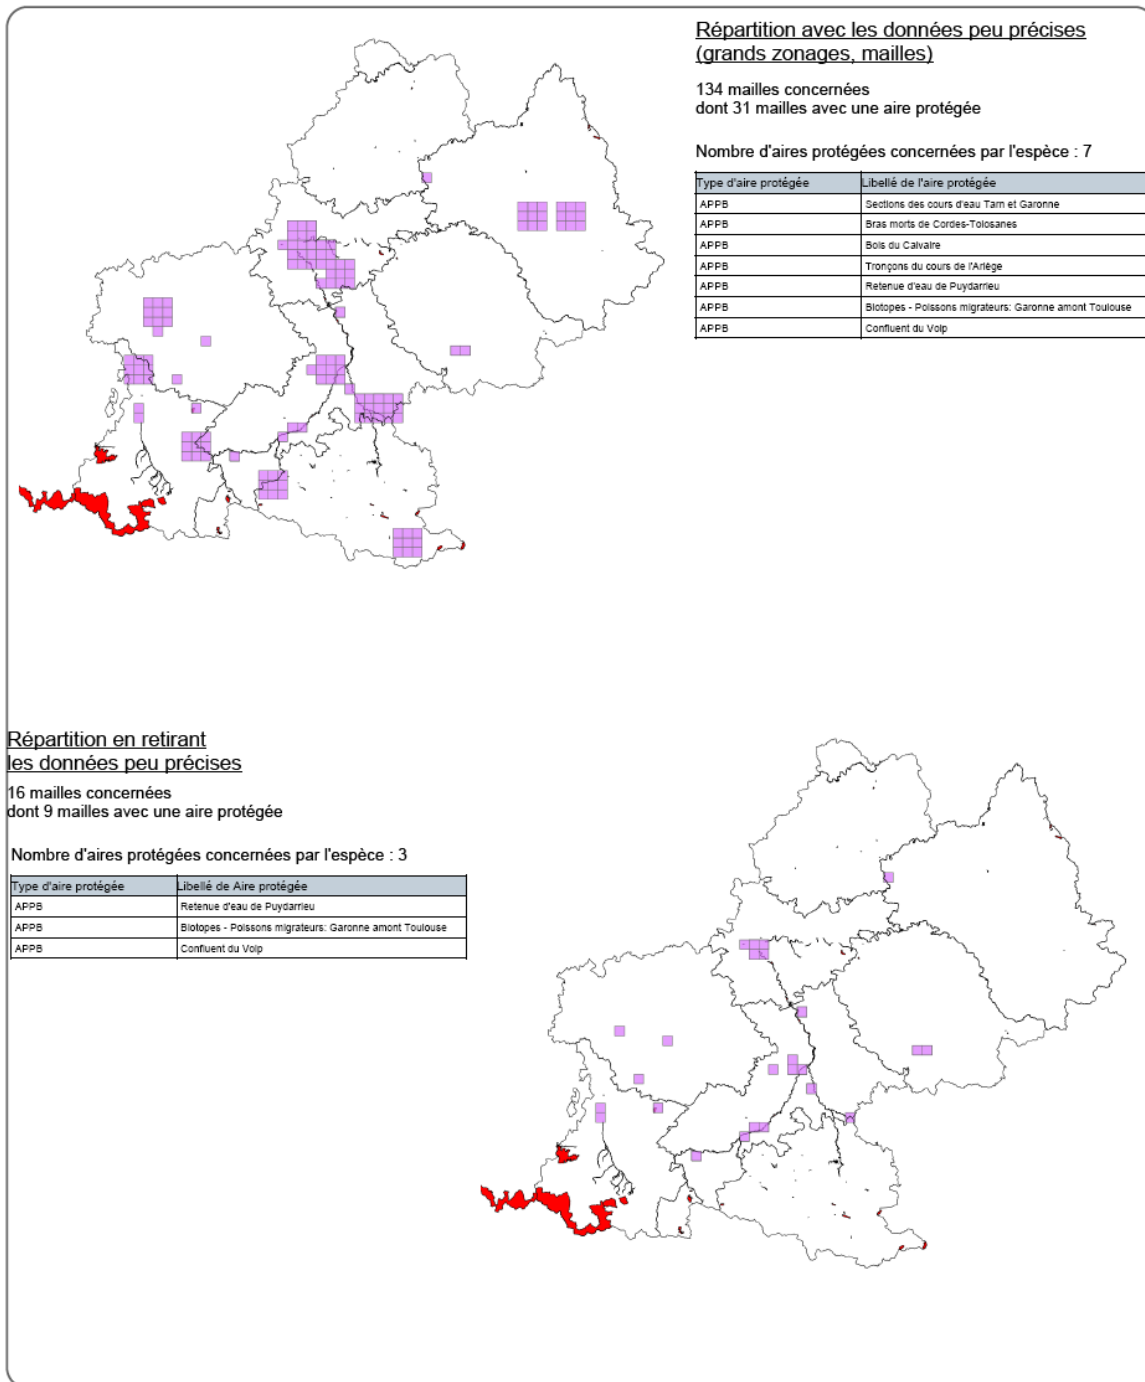 Répartition avec les données peu précises
(grands zonages, mailles)
134 mailles concernées
dont 31 mailles avec une aire protégée
Nombre d'aires protégées concernées par l'espèce : 7
Type d'aire protégée Libellé de l'aire protégée
APPB Sections des cours d'eau Tarn et Garonne
APPB Bras morts de Cordes-Tolosanes
APPB Bois du Calvaire
APPB Tronçons du cours de l'Ariège
APPB Retenue d'eau de Puydarrieu
APPB Biotopes - Poissons migrateurs: Garonne amont Toulouse
APPB Confluent du Volp
Répartition en retirant
les données peu précises
16 mailles concernées
dont 9 mailles avec une aire protégée
Nombre d'aires protégées concernées par l'espèce : 3
Type d'aire protégée Libellé de Aire protégée
APPB Retenue d'eau de Puydarrieu
APPB Biotopes - Poissons migrateurs: Garonne amont Toulouse
APPB Confluent du Volp